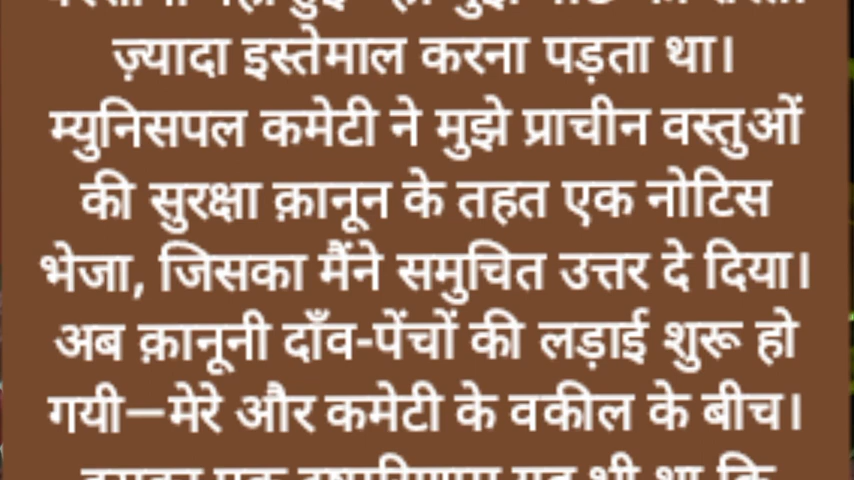 ज़्यादा इस्तेमाल करना पड़ता था।
म्युनिसपल कमेटी ने मुझे प्राचीन वस्तुओं
की सुरक्षा क़ानून के तहत एक नोटिस
भेजा, जिसका मैंने समुचित उत्तर दे दिया।
अब क़ानूनी दाँव-पेंचों की लड़ाई शुरू हो
गयी—मेरे और कमेटी के वकील के बीच।